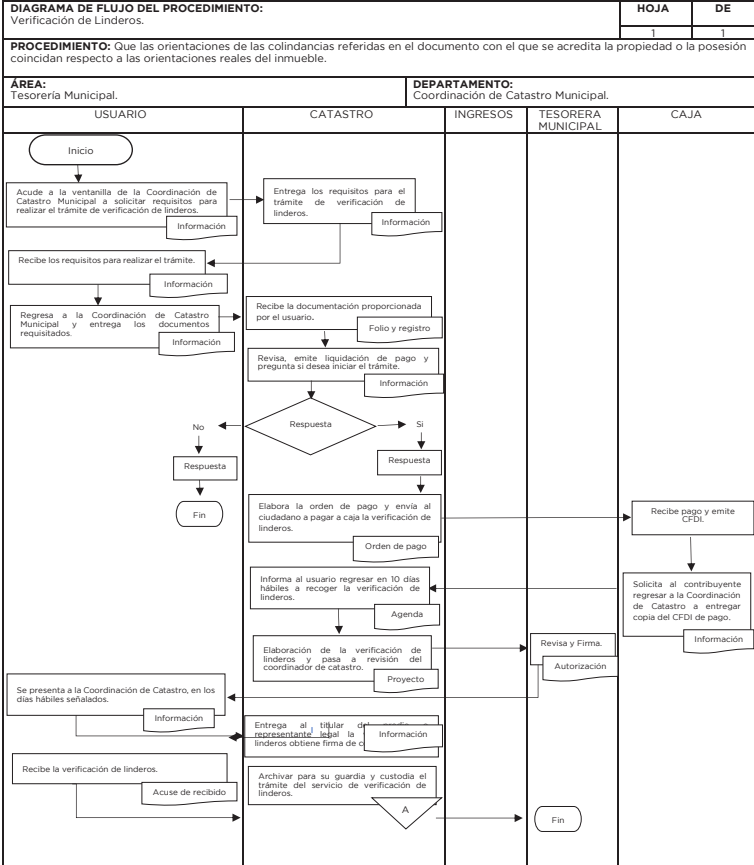 DIAGRAMA DE FLUJO DEL PROCEDIMIENTO:
Verificación de Linderos.
HOJA
DE
1
1
PROCEDIMIENTO: Que las orientaciones de las colindancias referidas en el documento con el que se acredita la propiedad o la posesión
coincidan respecto a las orientaciones reales del inmueble.
ÁREA:
Tesorería Municipal.
DEPARTAMENTO:
Coordinación de Catastro Municipal.
USUARIO
CATASTRO
INGRESOS
TESORERA
MUNICIPAL
CAJA
Inicio
Acude a la ventanilla de la Coordinación de
Catastro Municipal a solicitar requisitos para
realizar el trámite de verificación de linderos.
Información
Entrega los requisitos para el
trámite de verificación de
linderos.
Información
Recibe los requisitos para realizar el trámite.
Información
Regresa a la Coordinación de Catastro
Municipal y entrega los documentos
requisitados.
Información
Recibe la documentación proporcionada
por el usuario.
Folio y registro
Revisa, emite liquidación de pago y
pregunta si desea iniciar el trámite.
Información
Respuesta
No
Si
Respuesta
Respuesta
Fin
Elabora la orden de pago y envía al
ciudadano a pagar a caja la verificación de
linderos.
Orden de pago
Recibe pago y emite
CFDI.
Solicita al contribuyente
regresar a la Coordinación
de Catastro a entregar
copia del CFDI de pago.
Información
Informa al usuario regresar en 10 días
hábiles a recoger la verificación de
linderos.
Agenda
Elaboración de la verificación de
linderos y pasa a revisión del
coordinador de catastro.
Proyecto
Revisa y Firma.
Autorización
Se presenta a la Coordinación de Catastro, en los
días hábiles señalados.
Información
Entrega al titular
representante legal la
linderos obtiene firma de
Información
Recibe la verificación de linderos.
Acuse de recibido
Archivar para su guardia y custodia el
trámite del servicio de verificación de
linderos.
A
Fin